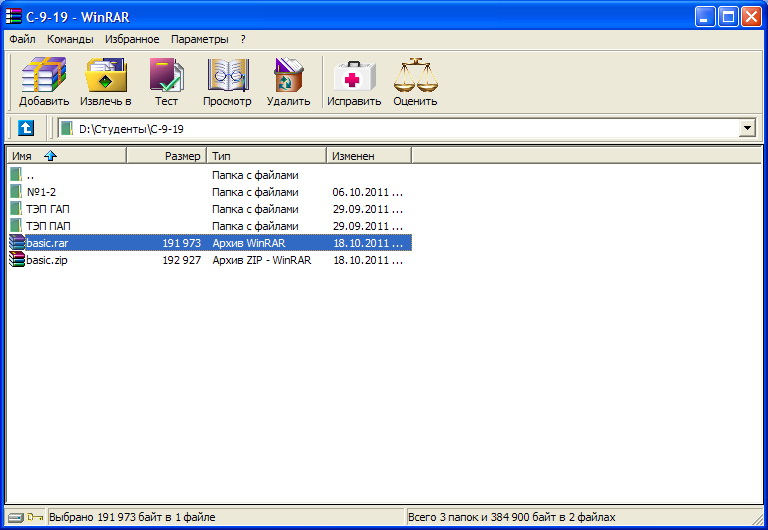 C-9-19 - WinRAR
Файл Команды Избранное Параметры ?
Добавить Извлечь в Тест Просмотр Удалить Исправить Оценить
D:\Студенты\C-9-19
Имя Размер Тип Изменен
.. Папка с файлами
№1-2 Папка с файлами 06.10.2011 ...
ТЭП ГАП Папка с файлами 29.09.2011 ...
ТЭП ПАП Папка с файлами 29.09.2011 ...
basic.rar 191 973 Архив WinRAR 18.10.2011 ...
basic.zip 192 927 Архив ZIP - WinRAR 18.10.2011 ...
Выбрано 191 973 байт в 1 файле Всего 3 папок и 384 900 байт в 2 файлах